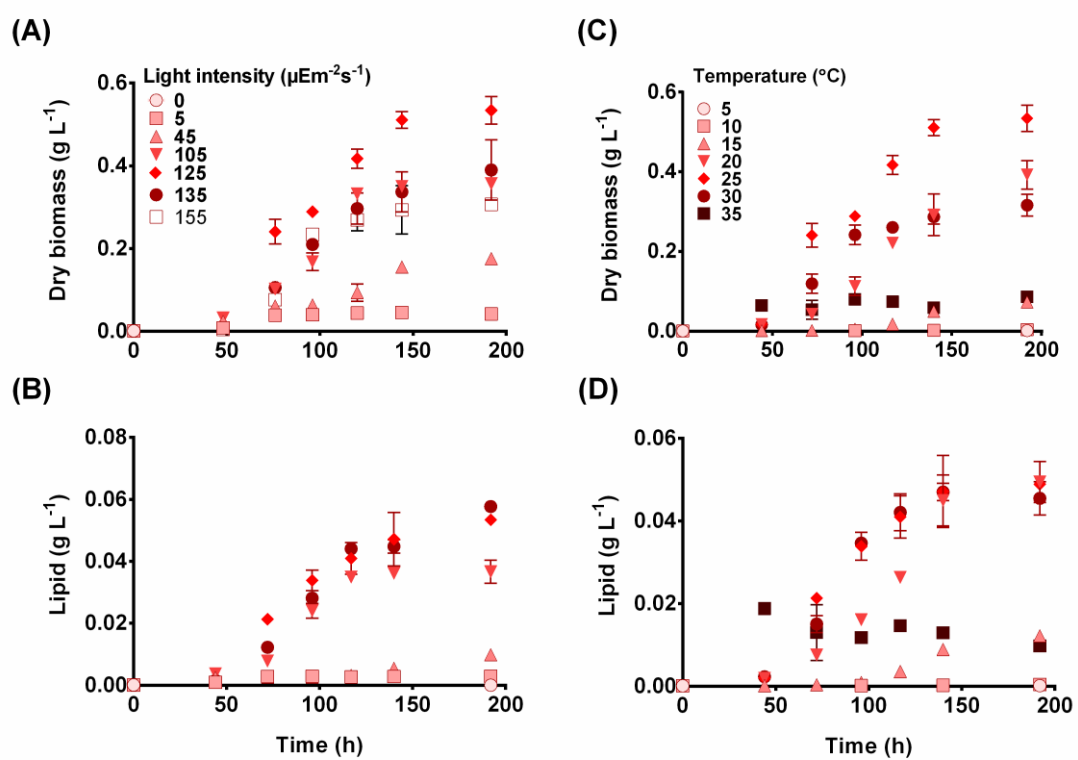 (A)
Light intensity (µEm⁻²s⁻¹)
0
5
45
105
125
135
155
Dry biomass (g L⁻¹)
0.6
0.4
0.2
0.0
0 50 100 150 200
(C)
Temperature (°C)
5
10
15
20
25
30
35
Dry biomass (g L⁻¹)
0.6
0.4
0.2
0.0
0 50 100 150 200
(B)
Lipid (g L⁻¹)
0.08
0.06
0.04
0.02
0.00
0 50 100 150 200
Time (h)
(D)
Lipid (g L⁻¹)
0.06
0.04
0.02
0.00
0 50 100 150 200
Time (h)